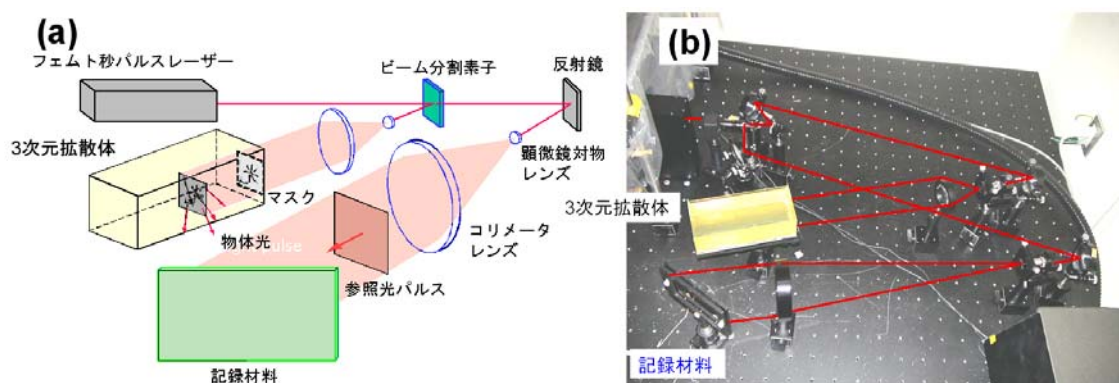 (a)
フェムト秒パルスレーザー
ビーム分割素子
反射鏡
3次元拡散体
マスク
顕微鏡対物
レンズ
物体光
コリメータ
レンズ
参照光パルス
記録材料
(b)
3次元拡散体
記録材料